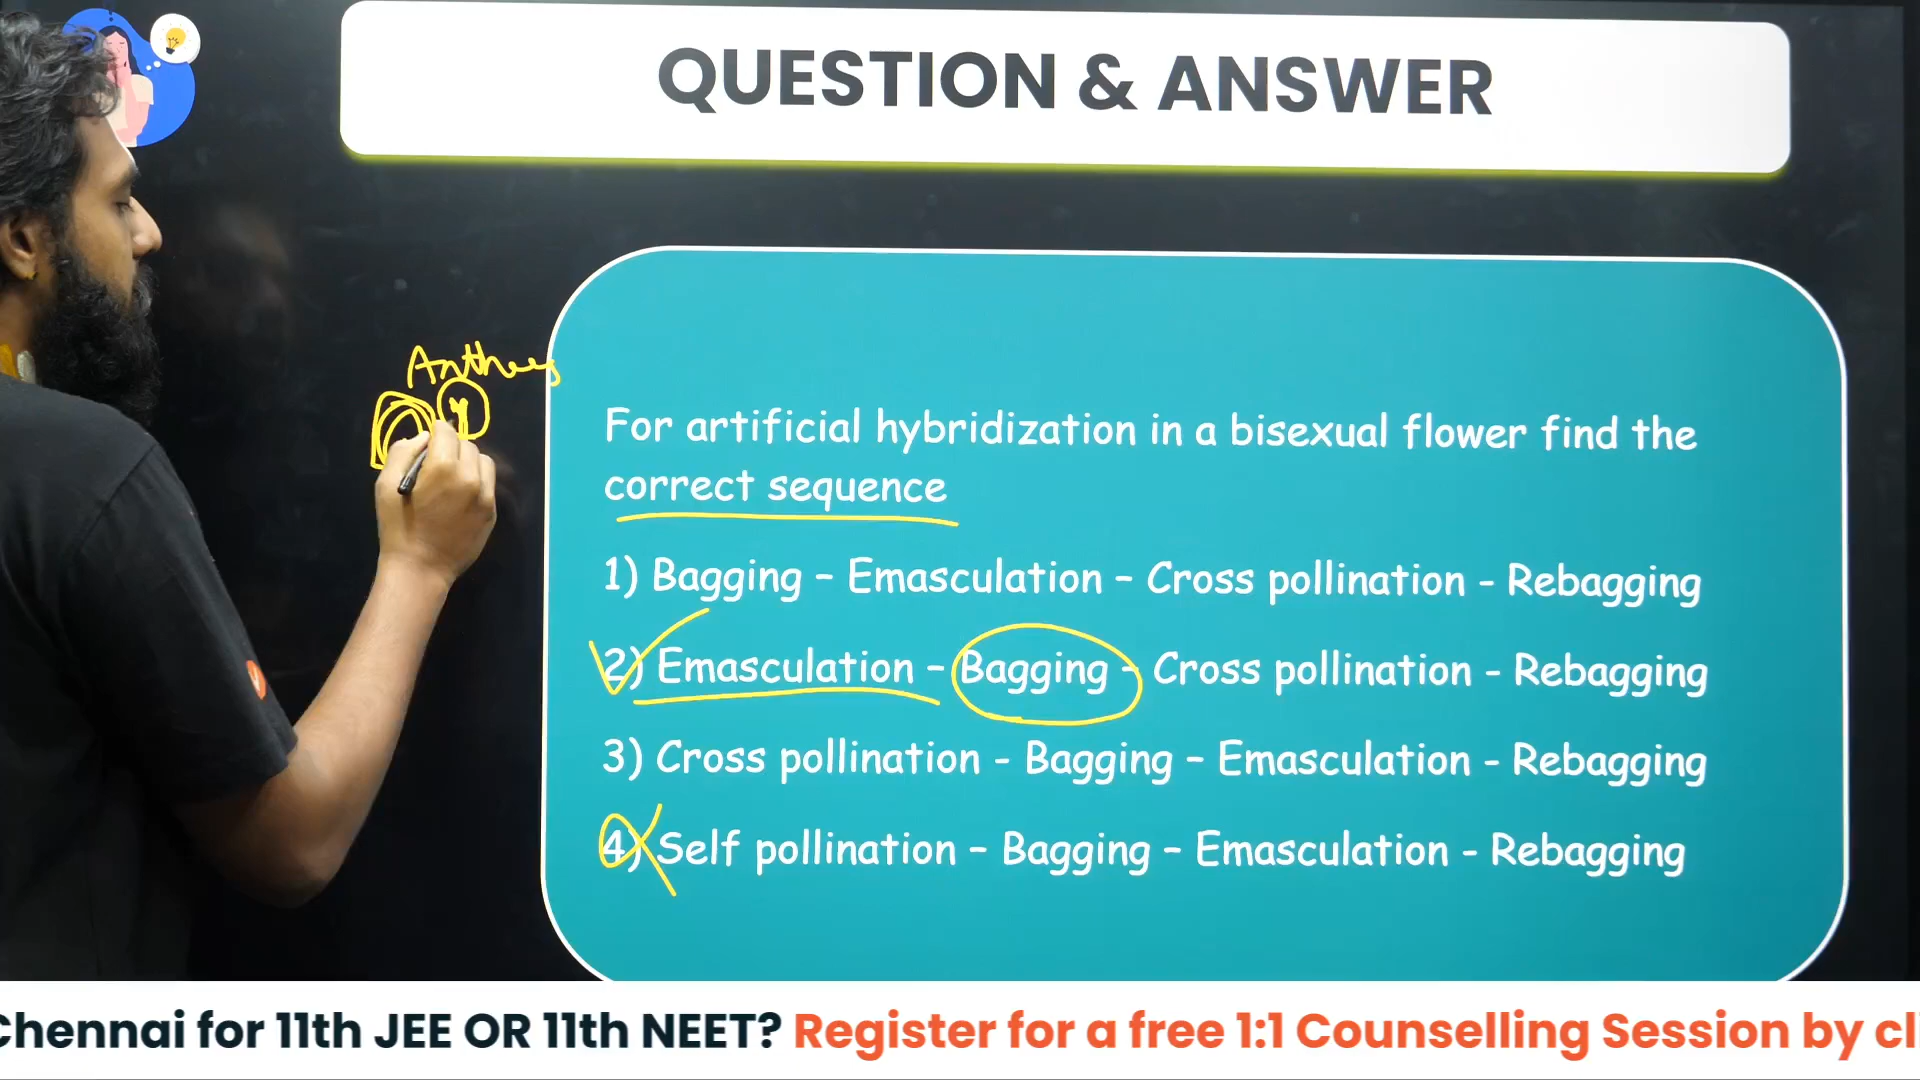 QUESTION & ANSWER
Anthers
For artificial hybridization in a bisexual flower find the
correct sequence
1) Bagging – Emasculation – Cross pollination - Rebagging
2) Emasculation – Bagging – Cross pollination - Rebagging
3) Cross pollination - Bagging – Emasculation - Rebagging
4) Self pollination – Bagging – Emasculation - Rebagging
Chennai for 11th JEE OR 11th NEET? Register for a free 1:1 Counselling Session by cl